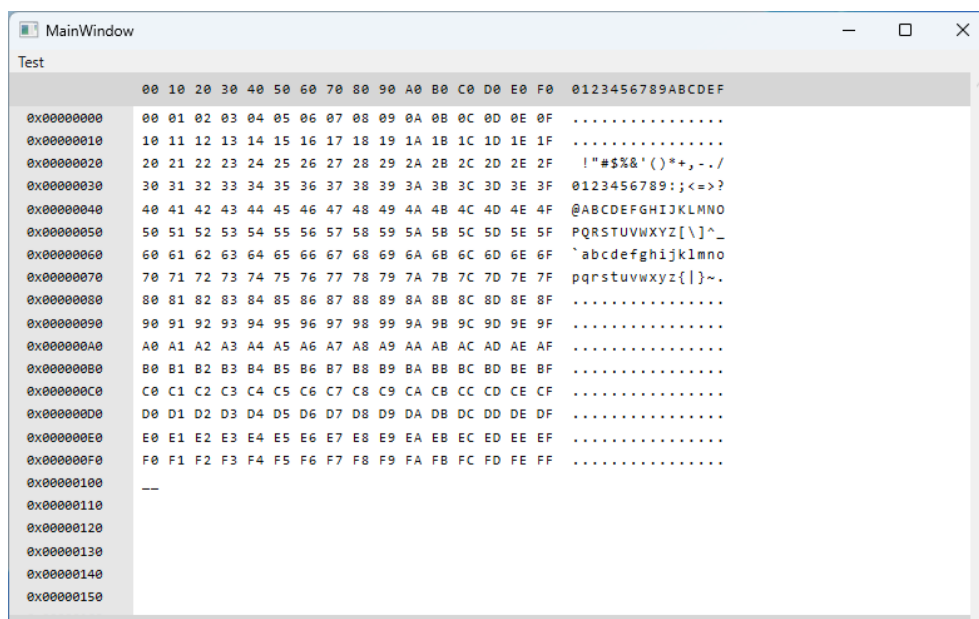 MainWindow
Test
00 10 20 30 40 50 60 70 80 90 A0 B0 C0 D0 E0 F0 0123456789ABCDEF
0x00000000 00 01 02 03 04 05 06 07 08 09 0A 0B 0C 0D 0E 0F ................
0x00000010 10 11 12 13 14 15 16 17 18 19 1A 1B 1C 1D 1E 1F ................
0x00000020 20 21 22 23 24 25 26 27 28 29 2A 2B 2C 2D 2E 2F  !"#$%&'()*+,-./
0x00000030 30 31 32 33 34 35 36 37 38 39 3A 3B 3C 3D 3E 3F 0123456789:;<=>?
0x00000040 40 41 42 43 44 45 46 47 48 49 4A 4B 4C 4D 4E 4F @ABCDEFGHIJKLMNO
0x00000050 50 51 52 53 54 55 56 57 58 59 5A 5B 5C 5D 5E 5F PQRSTUVWXYZ[\]^_
0x00000060 60 61 62 63 64 65 66 67 68 69 6A 6B 6C 6D 6E 6F `abcdefghijklmno
0x00000070 70 71 72 73 74 75 76 77 78 79 7A 7B 7C 7D 7E 7F pqrstuvwxyz{|}~.
0x00000080 80 81 82 83 84 85 86 87 88 89 8A 8B 8C 8D 8E 8F ................
0x00000090 90 91 92 93 94 95 96 97 98 99 9A 9B 9C 9D 9E 9F ................
0x000000A0 A0 A1 A2 A3 A4 A5 A6 A7 A8 A9 AA AB AC AD AE AF ................
0x000000B0 B0 B1 B2 B3 B4 B5 B6 B7 B8 B9 BA BB BC BD BE BF ................
0x000000C0 C0 C1 C2 C3 C4 C5 C6 C7 C8 C9 CA CB CC CD CE CF ................
0x000000D0 D0 D1 D2 D3 D4 D5 D6 D7 D8 D9 DA DB DC DD DE DF ................
0x000000E0 E0 E1 E2 E3 E4 E5 E6 E7 E8 E9 EA EB EC ED EE EF ................
0x000000F0 F0 F1 F2 F3 F4 F5 F6 F7 F8 F9 FA FB FC FD FE FF ................
0x00000100 __
0x00000110
0x00000120
0x00000130
0x00000140
0x00000150